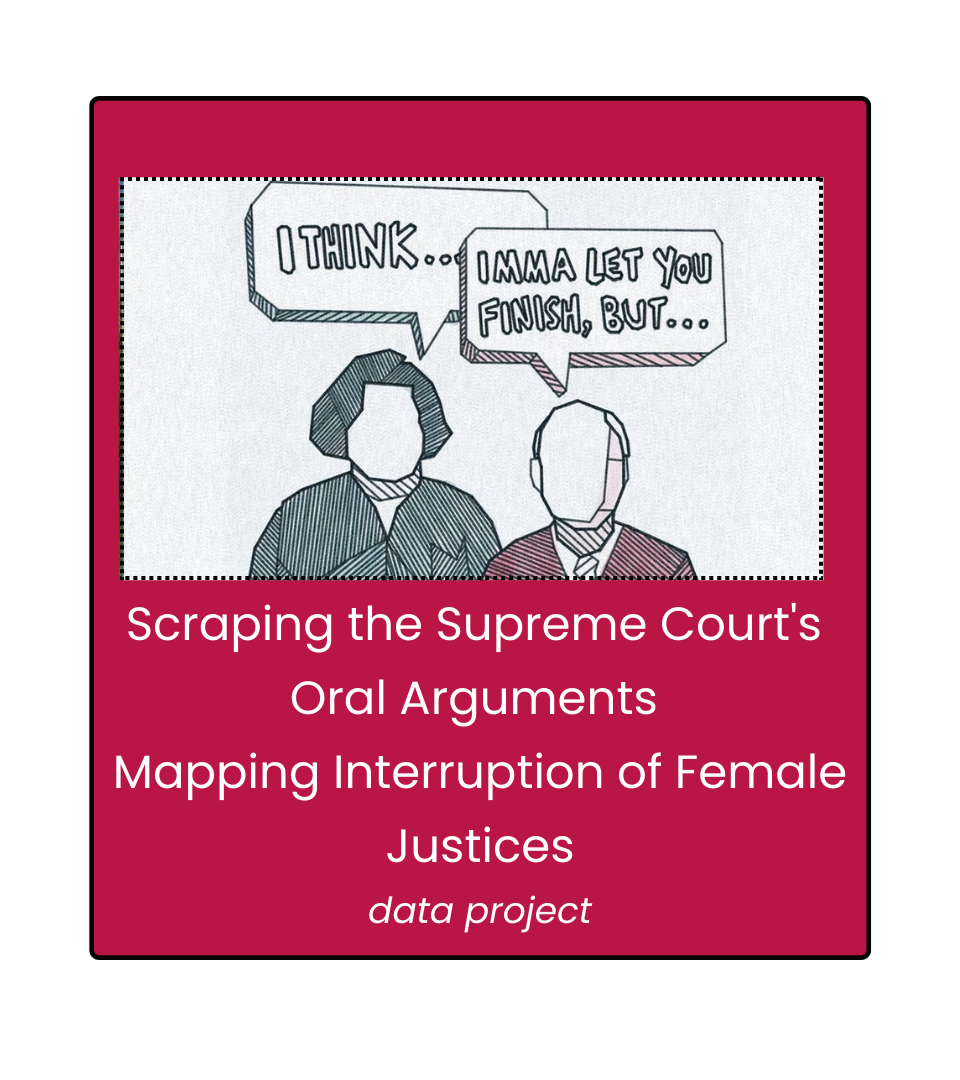 I THINK...
IMMA LET YOU
FINISH, BUT...
Scraping the Supreme Court's
Oral Arguments
Mapping Interruption of Female
Justices
data project